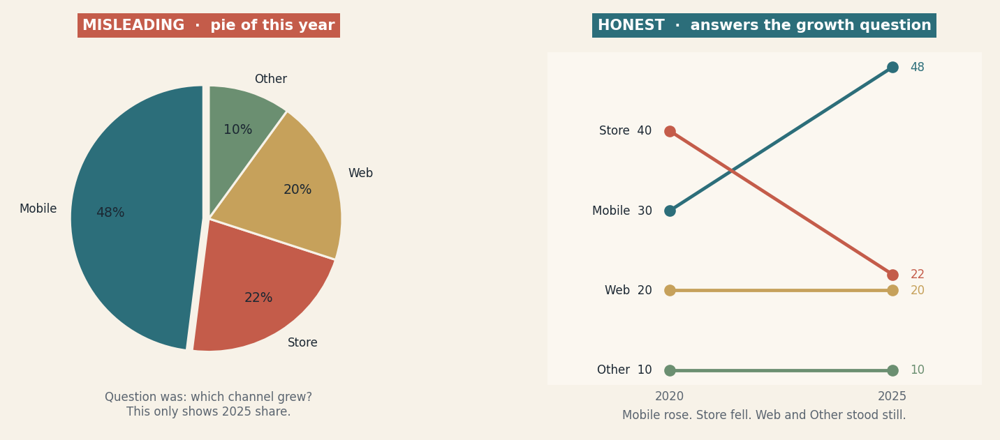 MISLEADING · pie of this year
Other
10%
Web
20%
Mobile
48%
22%
Store
Question was: which channel grew?
This only shows 2025 share.
HONEST · answers the growth question
48
Store 40
Mobile 30
22
Web 20
20
Other 10
10
2020
2025
Mobile rose. Store fell. Web and Other stood still.